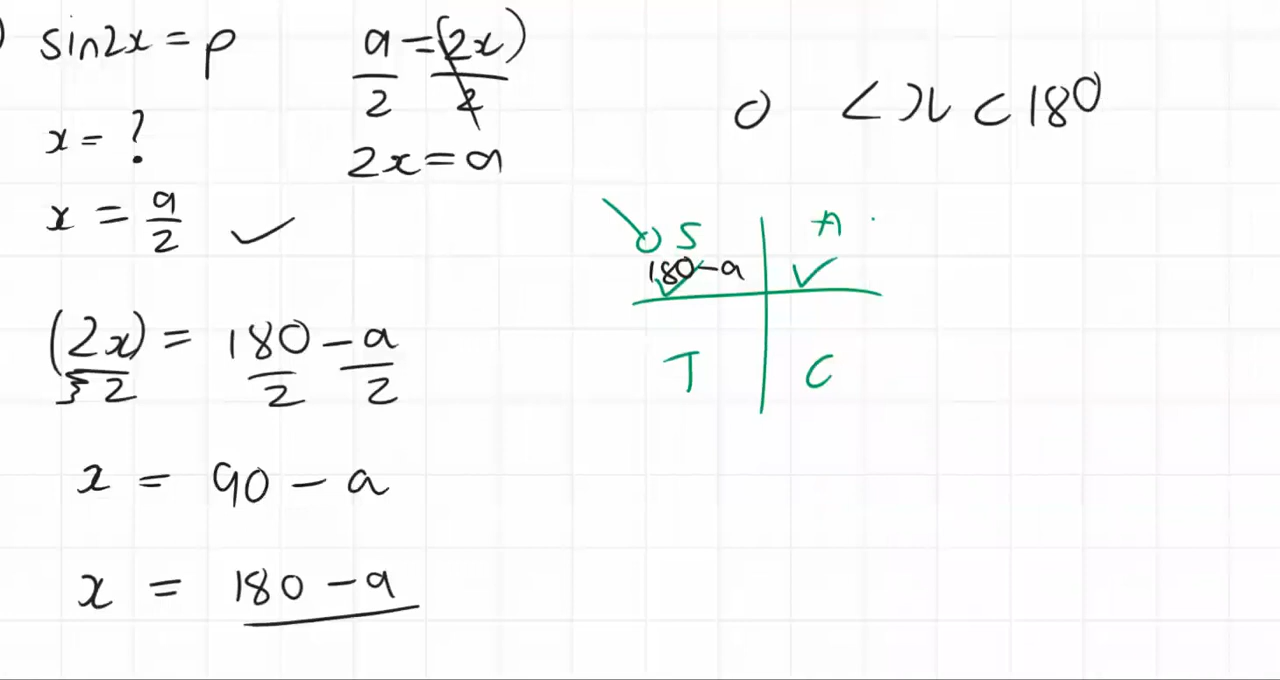 sin2x = p
x = ?
x = a/2 ✓
(2x) = 180/2 - a/2
2
x = 90 - a
x = 180 - a
a/2 = (2x)/2
2x = a
0 < x < 180
S A
180-a ✓
T C